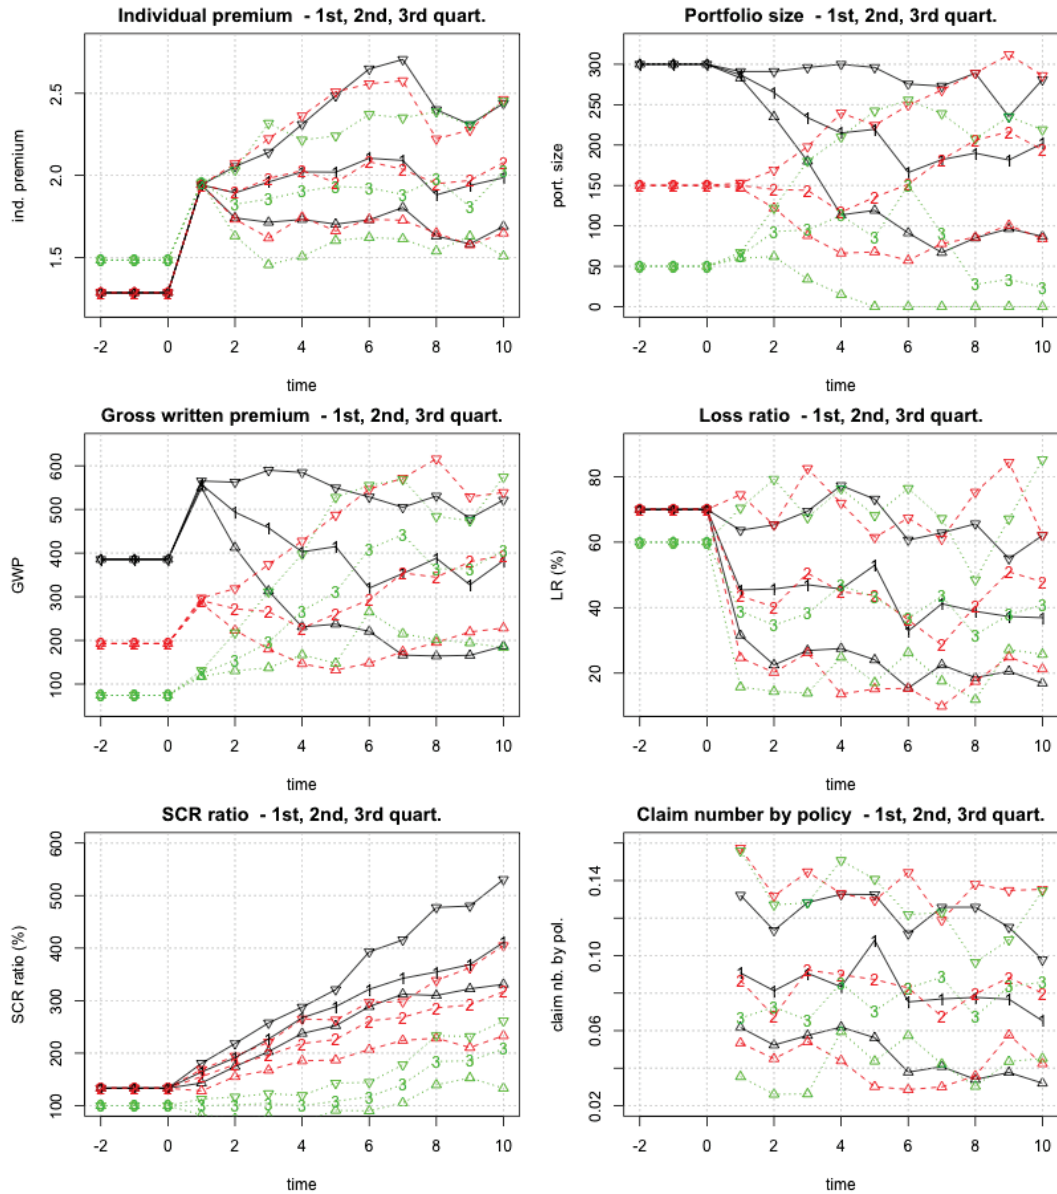 Individual premium - 1st, 2nd, 3rd quart.
ind. premium
2.5
2.0
1.5
-2 0 2 4 6 8 10
time
Portfolio size - 1st, 2nd, 3rd quart.
port. size
300
250
200
150
100
50
0
-2 0 2 4 6 8 10
time
Gross written premium - 1st, 2nd, 3rd quart.
GWP
600
500
400
300
200
100
-2 0 2 4 6 8 10
time
Loss ratio - 1st, 2nd, 3rd quart.
LR (%)
80
60
40
20
-2 0 2 4 6 8 10
time
SCR ratio - 1st, 2nd, 3rd quart.
SCR ratio (%)
600
500
400
300
200
100
-2 0 2 4 6 8 10
time
Claim number by policy - 1st, 2nd, 3rd quart.
claim nb. by pol.
0.14
0.10
0.06
0.02
-2 0 2 4 6 8 10
time